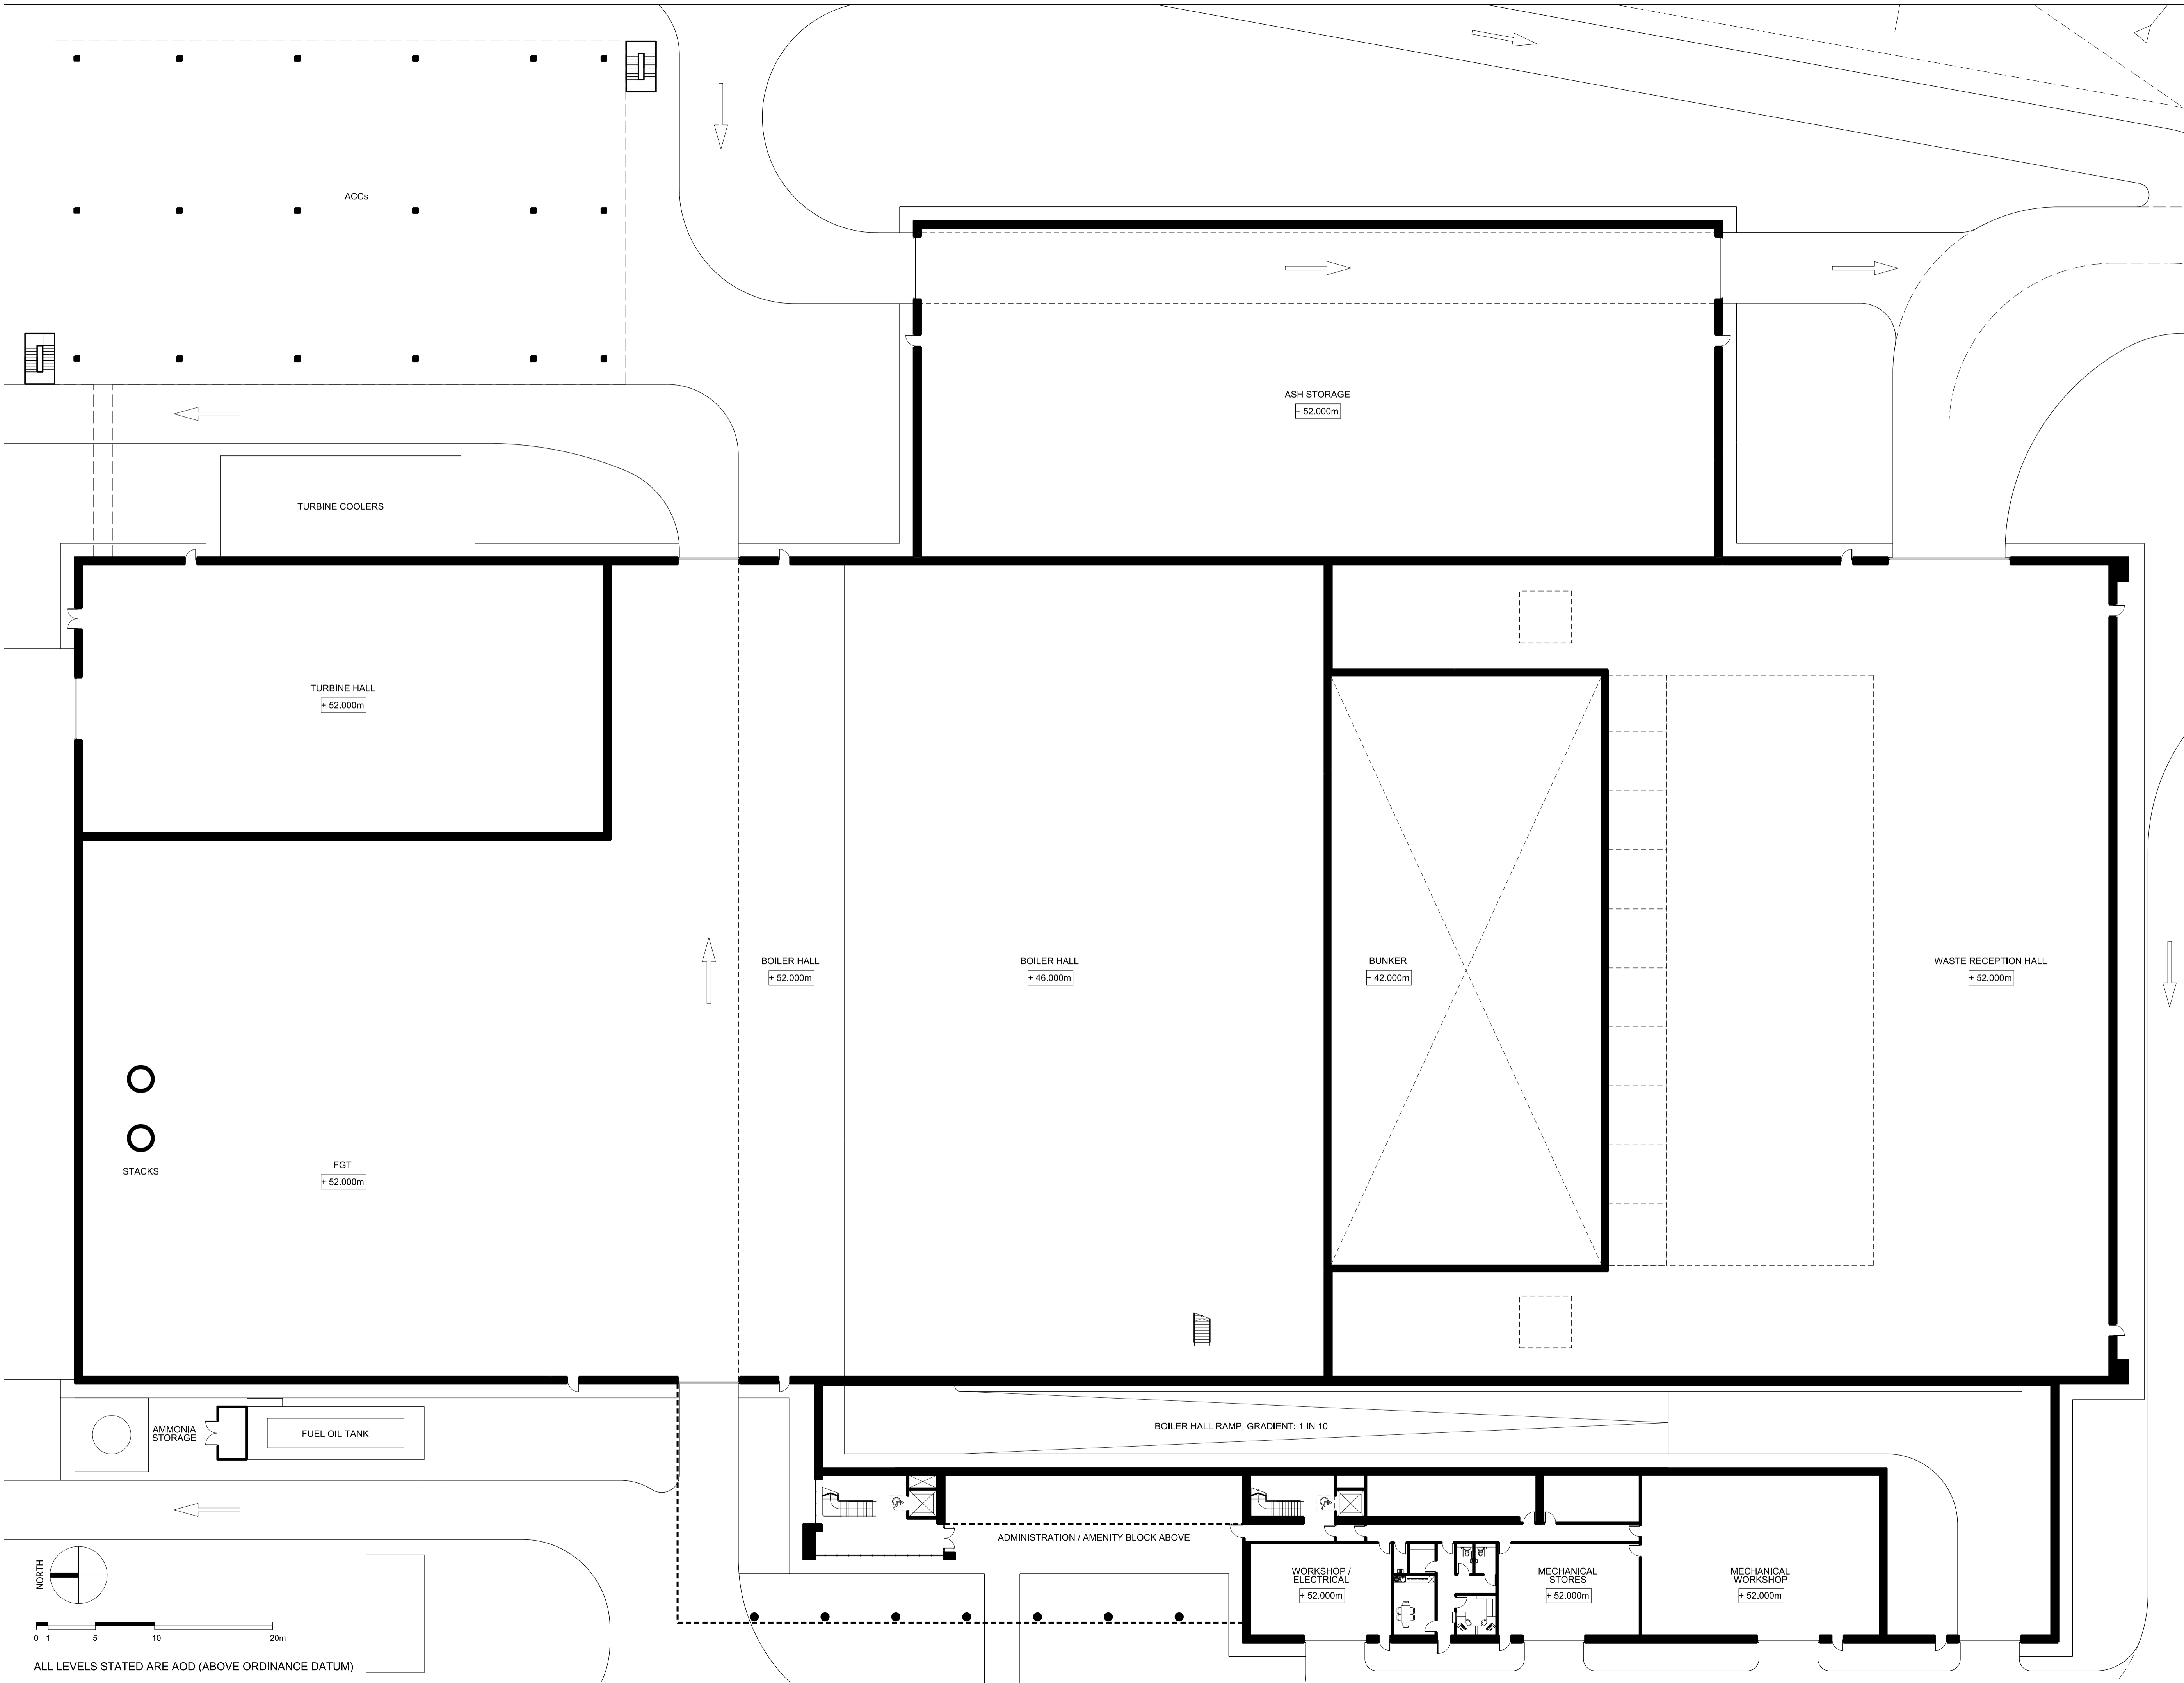 ACCs
ASH STORAGE
+ 52.000m
TURBINE COOLERS
TURBINE HALL
+ 52.000m
BOILER HALL
+ 52.000m
BOILER HALL
+ 46.000m
BUNKER
+ 42.000m
WASTE RECEPTION HALL
+ 52.000m
STACKS
FGT
+ 52.000m
AMMONIA
STORAGE
FUEL OIL TANK
BOILER HALL RAMP, GRADIENT: 1 IN 10
ADMINISTRATION / AMENITY BLOCK ABOVE
WORKSHOP /
ELECTRICAL
+ 52.000m
MECHANICAL
STORES
+ 52.000m
MECHANICAL
WORKSHOP
+ 52.000m
NORTH
0 1 5 10 20m
ALL LEVELS STATED ARE AOD (ABOVE ORDINANCE DATUM)